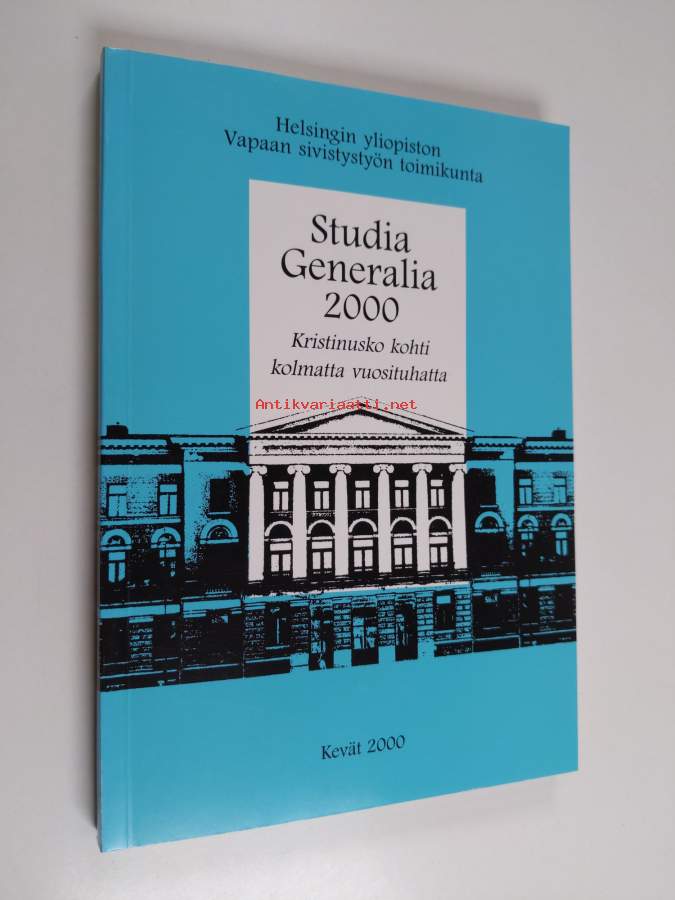 Helsingin yliopiston
Vapaan sivistystyön toimikunta
Studia
Generalia
2000
Kristinusko kohti
kolmatta vuosituhatta
Antikvariaatti.net
Kevät 2000